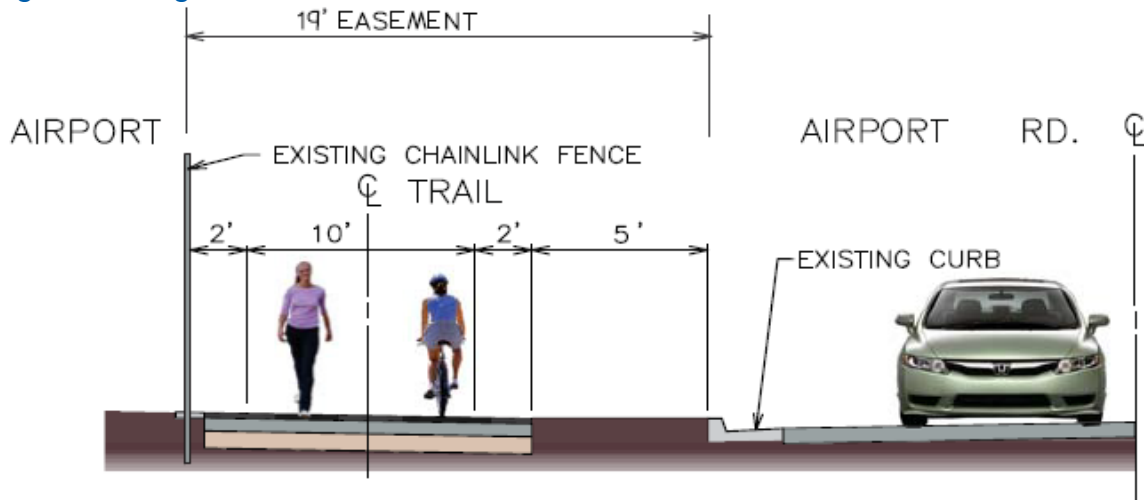 19' EASEMENT
AIRPORT
AIRPORT RD. ℄
EXISTING CHAINLINK FENCE
℄ TRAIL
2' 10' 2' 5'
EXISTING CURB